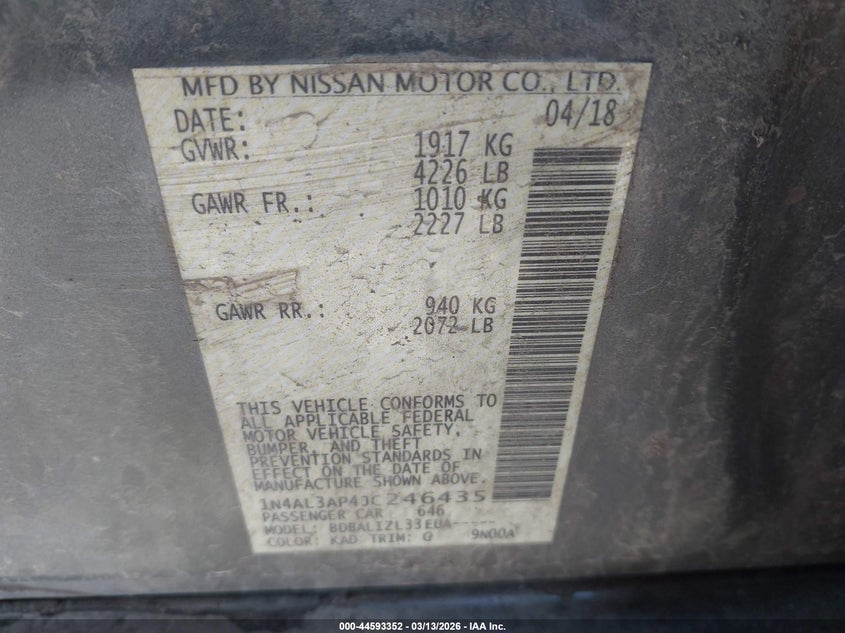 MFD BY NISSAN MOTOR CO., LTD.
DATE: 04/18
GVWR: 1917 KG
4226 LB
GAWR FR.: 1010 KG
2227 LB
GAWR RR.: 940 KG
2072 LB
THIS VEHICLE CONFORMS TO
ALL APPLICABLE FEDERAL
MOTOR VEHICLE SAFETY,
BUMPER, AND THEFT
PREVENTION STANDARDS IN
EFFECT ON THE DATE OF
MANUFACTURE SHOWN ABOVE.
1N4AL3AP4JC246435
PASSENGER CAR 646
MODEL: BDBALIZL33EUA-----
COLOR: KAD TRIM: G 9N00A
000-44593352 | 03/13/2026 - IAA Inc.